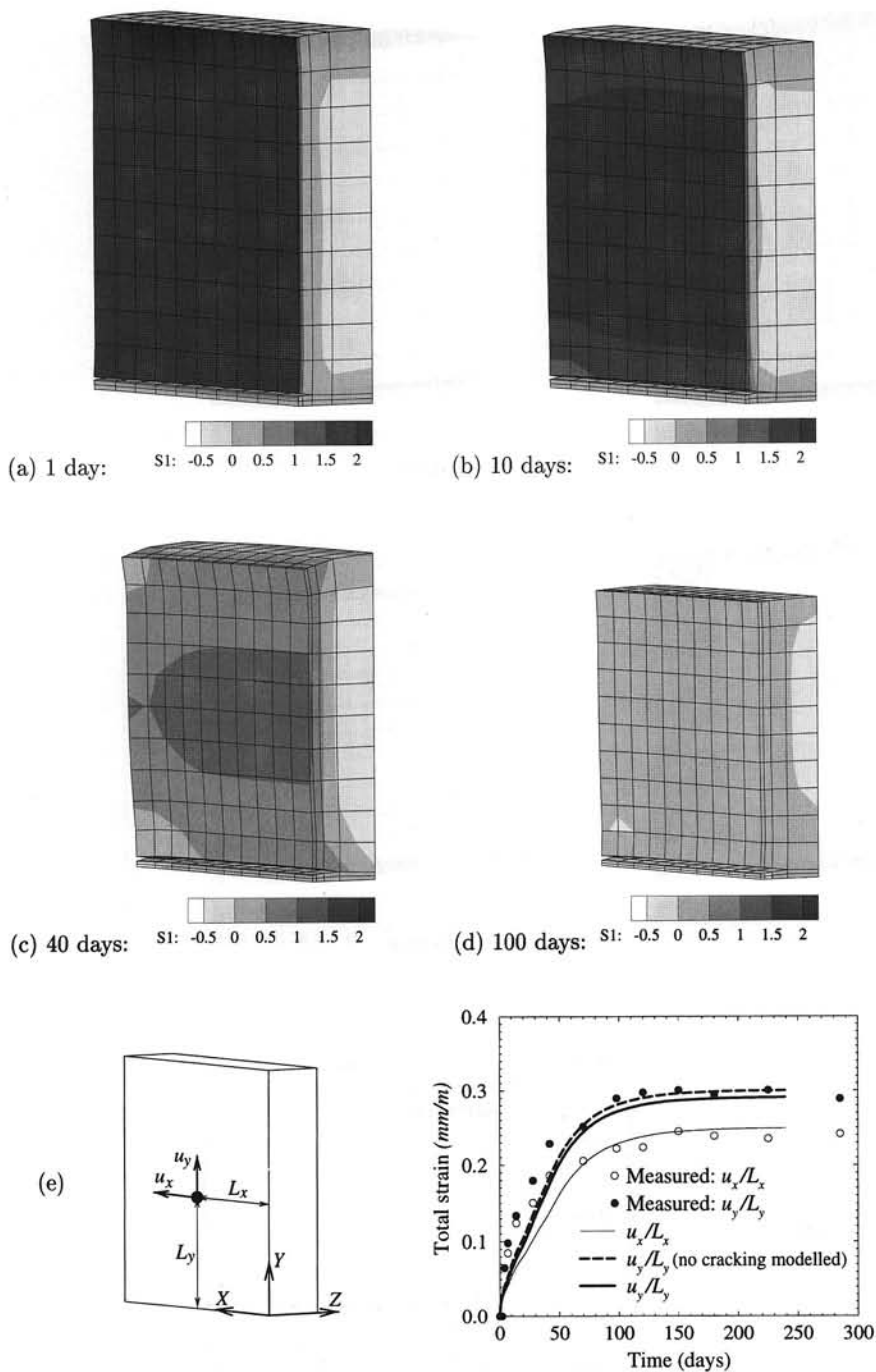 S1: -0.5 0 0.5 1 1.5 2
(a) 1 day:
S1: -0.5 0 0.5 1 1.5 2
(b) 10 days:
S1: -0.5 0 0.5 1 1.5 2
(c) 40 days:
S1: -0.5 0 0.5 1 1.5 2
(d) 100 days:
(e)
u_y
u_x
L_x
L_y
Y
X
Z
Total strain (mm/m)
0.4
0.3
0.2
0.1
0.0
Measured: u_x/L_x
Measured: u_y/L_y
u_x/L_x
u_y/L_y (no cracking modelled)
u_y/L_y
0 50 100 150 200 250 300
Time (days)